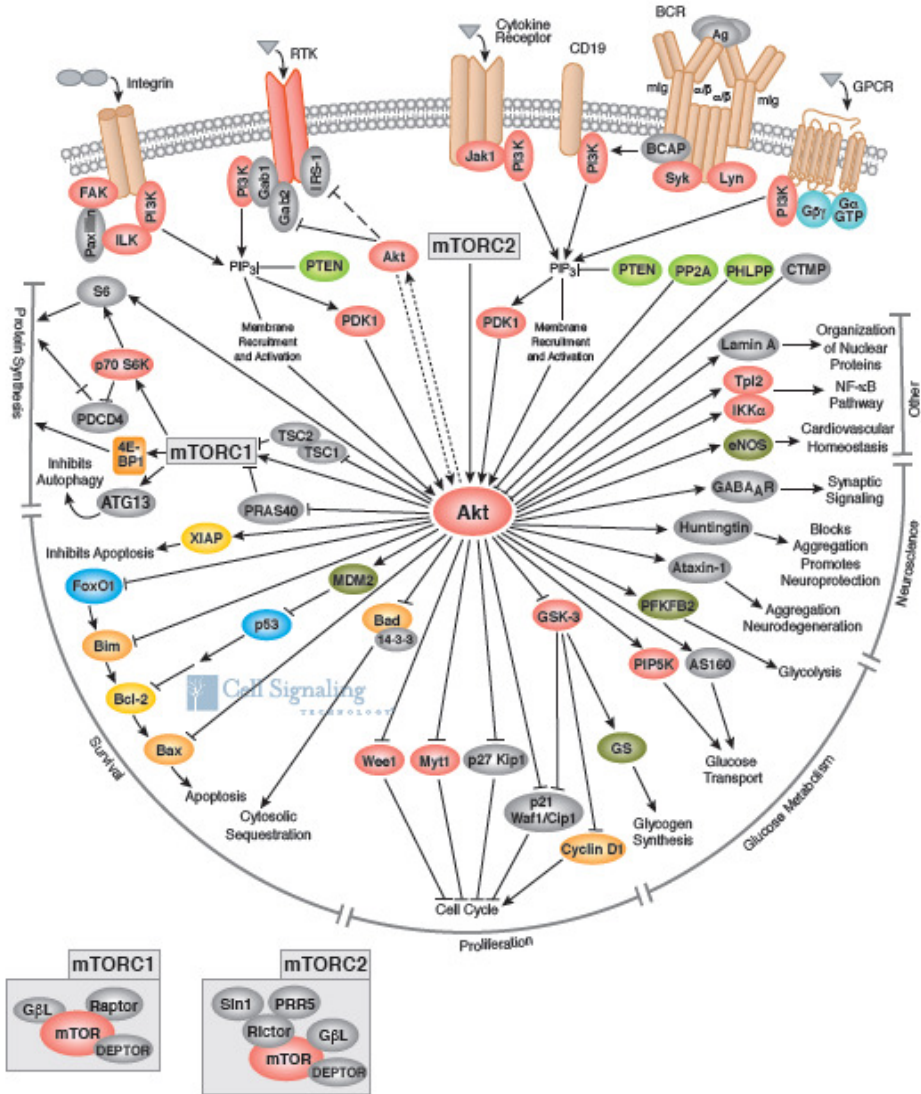 BCR
Ag
Cytokine
Receptor
CD19
RTK
Integrin
mIg
α/β
α/β
mIg
GPCR
FAK
Paxillin
ILK
PI3K
PI3K
Gab1
Gab2
IRS-1
Jak1
PI3K
PI3K
BCAP
Syk
Lyn
PI3K
Gβγ
Gα
GTP
PIP3
PTEN
Akt
mTORC2
PIP3
PTEN
PP2A
PHLPP
CTMP
PDK1
PDK1
Membrane
Recruitment
and Activation
Membrane
Recruitment
and Activation
Protein Synthesis
S6
p70 S6K
PDCD4
4E-
BP1
mTORC1
TSC2
TSC1
Inhibits
Autophagy
ATG13
PRAS40
Akt
Lamin A
Organization
of Nuclear
Proteins
Tpl2
IKKα
NF-κB
Pathway
eNOS
Cardiovascular
Homeostasis
Other
GABAAR
Synaptic
Signaling
Huntingtin
Blocks
Aggregation
Promotes
Neuroprotection
Ataxin-1
Aggregation
Neurodegeneration
Neuroscience
XIAP
Inhibits Apoptosis
FoxO1
MDM2
p53
Bim
Bcl-2
Bax
Apoptosis
Bad
14-3-3
Cytosolic
Sequestration
Survival
Cell Signaling
TECHNOLOGY
GSK-3
PFKFB2
Glycolysis
PIP5K
AS160
Glucose
Transport
GS
Glycogen
Synthesis
Glucose Metabolism
Wee1
Myt1
p27 Kip1
p21
Waf1/Cip1
Cyclin D1
Cell Cycle
Proliferation
mTORC1
GβL
Raptor
mTOR
DEPTOR
mTORC2
Sin1
PRR5
Rictor
GβL
mTOR
DEPTOR